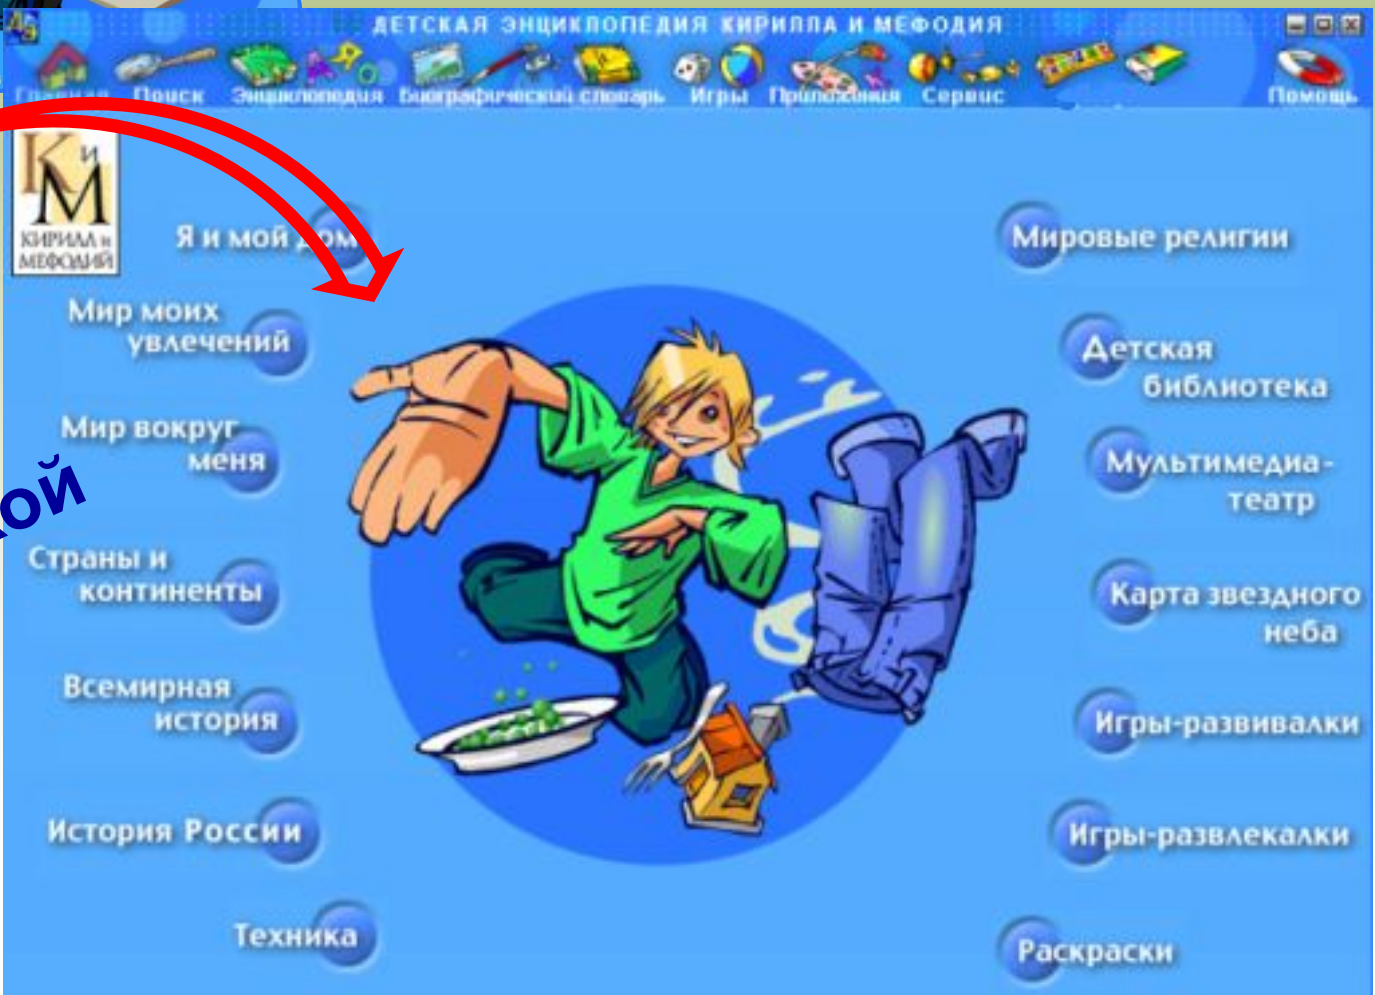 ДЕТСКАЯ ЭНЦИКЛОПЕДИЯ КИРИЛЛА И МЕФОДИЯ
Главная Поиск Энциклопедия Биографический словарь Игры Приложения Сервис Помощь
К И
М
КИРИЛЛ и
МЕФОДИЙ
Я и мой дом
Мир моих
увлечений
Мир вокруг
меня
ой
Страны и
континенты
Всемирная
история
История России
Техника
Мировые религии
Детская
библиотека
Мультимедиа-
театр
Карта звездного
неба
Игры-развивалки
Игры-развлекалки
Раскраски